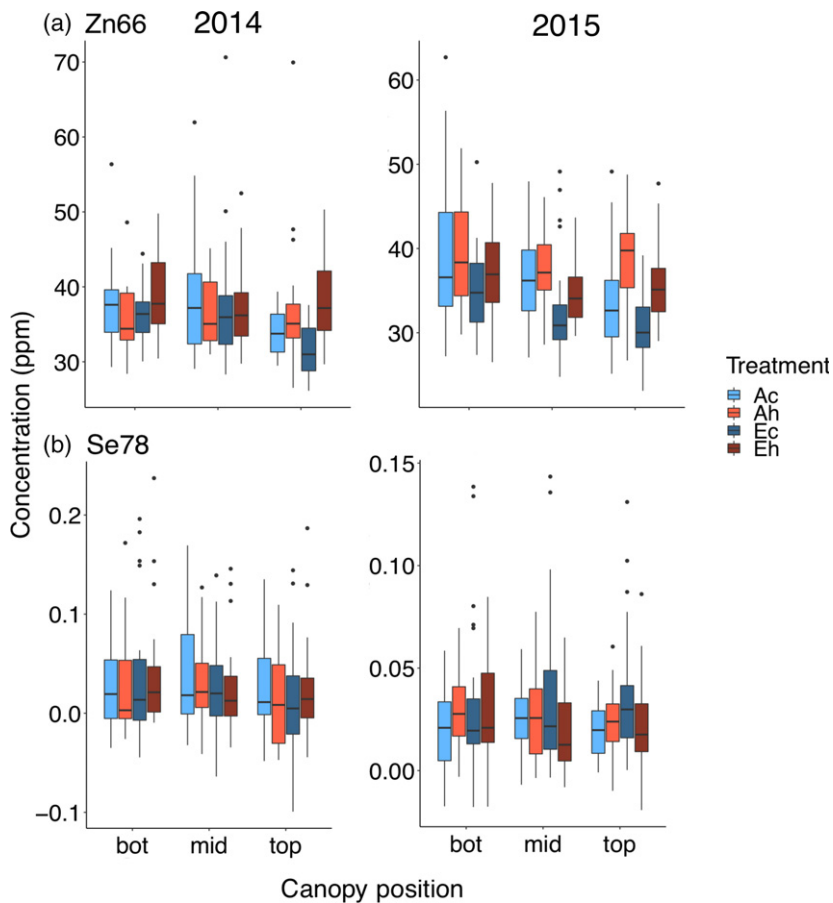 (a) Zn66 2014 2015
70
60
50
40
30
60
50
40
30
Concentration (ppm)
Treatment
Ac
Ah
Ec
Eh
(b) Se78
0.2
0.1
0.0
−0.1
0.15
0.10
0.05
0.00
bot mid top
bot mid top
Canopy position